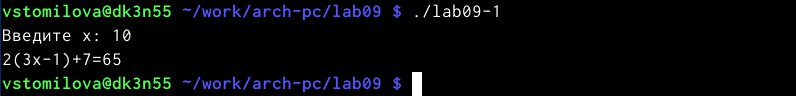 vstomilova@dk3n55 ~/work/arch-pc/lab09 $ ./lab09-1
Введите x: 10
2(3x-1)+7=65
vstomilova@dk3n55 ~/work/arch-pc/lab09 $